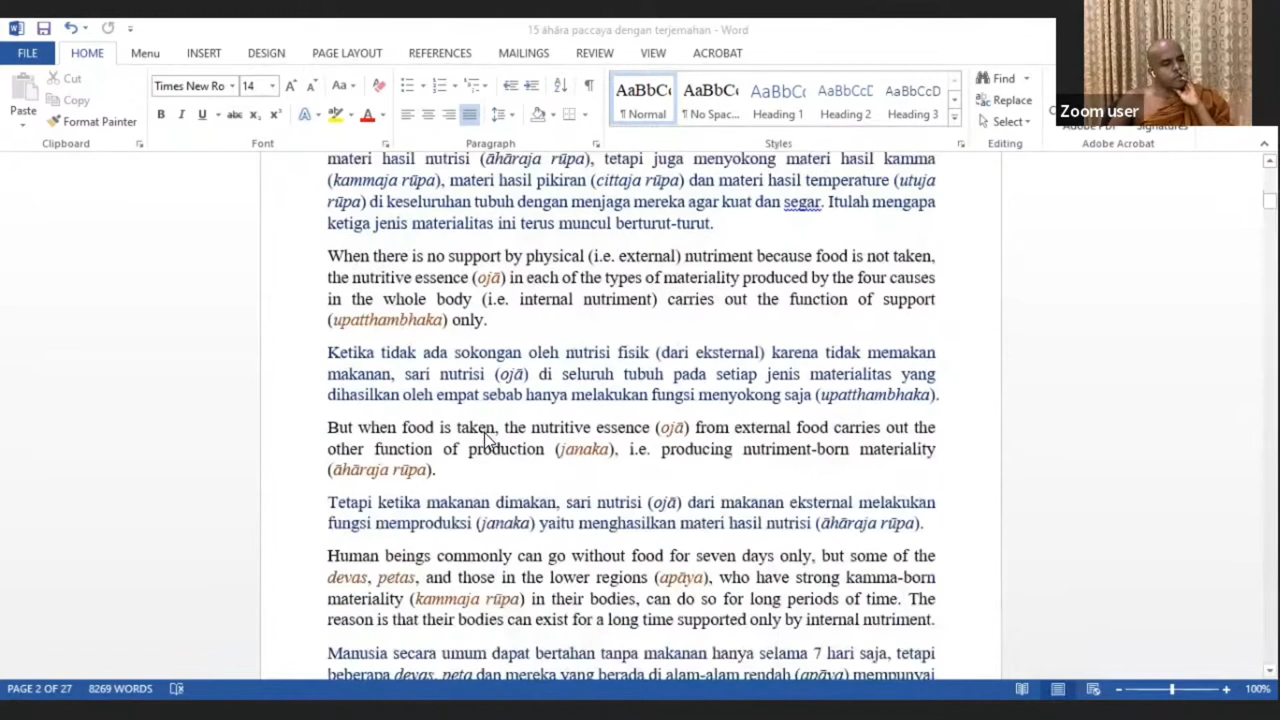 15 āhāra paccaya dengan terjemahan - Word
FILE HOME Menu INSERT DESIGN PAGE LAYOUT REFERENCES MAILINGS REVIEW VIEW ACROBAT
Paste Cut Copy Format Painter
Times New Ro 14
AaBbCc AaBbCc AaBbCc AaBbCcE AaBbCcD
¶ Normal ¶ No Spac... Heading 1 Heading 2 Heading 3
Find Replace Select
Zoom user
Clipboard Font Paragraph Styles Editing Adobe Acrobat
materi hasil nutrisi (āhāraja rūpa), tetapi juga menyokong materi hasil kamma
(kammaja rūpa), materi hasil pikiran (cittaja rūpa) dan materi hasil temperature (utuja
rūpa) di keseluruhan tubuh dengan menjaga mereka agar kuat dan segar. Itulah mengapa
ketiga jenis materialitas ini terus muncul berturut-turut.
When there is no support by physical (i.e. external) nutriment because food is not taken,
the nutritive essence (ojā) in each of the types of materiality produced by the four causes
in the whole body (i.e. internal nutriment) carries out the function of support
(upatthambhaka) only.
Ketika tidak ada sokongan oleh nutrisi fisik (dari eksternal) karena tidak memakan
makanan, sari nutrisi (ojā) di seluruh tubuh pada setiap jenis materialitas yang
dihasilkan oleh empat sebab hanya melakukan fungsi menyokong saja (upatthambhaka).
But when food is taken, the nutritive essence (ojā) from external food carries out the
other function of production (janaka), i.e. producing nutriment-born materiality
(āhāraja rūpa).
Tetapi ketika makanan dimakan, sari nutrisi (ojā) dari makanan eksternal melakukan
fungsi memproduksi (janaka) yaitu menghasilkan materi hasil nutrisi (āhāraja rūpa).
Human beings commonly can go without food for seven days only, but some of the
devas, petas, and those in the lower regions (apāya), who have strong kamma-born
materiality (kammaja rūpa) in their bodies, can do so for long periods of time. The
reason is that their bodies can exist for a long time supported only by internal nutriment.
Manusia secara umum dapat bertahan tanpa makanan hanya selama 7 hari saja, tetapi
beberapa devas, peta dan mereka yang berada di alam-alam rendah (apāya) mempunyai
PAGE 2 OF 27 8269 WORDS 100%